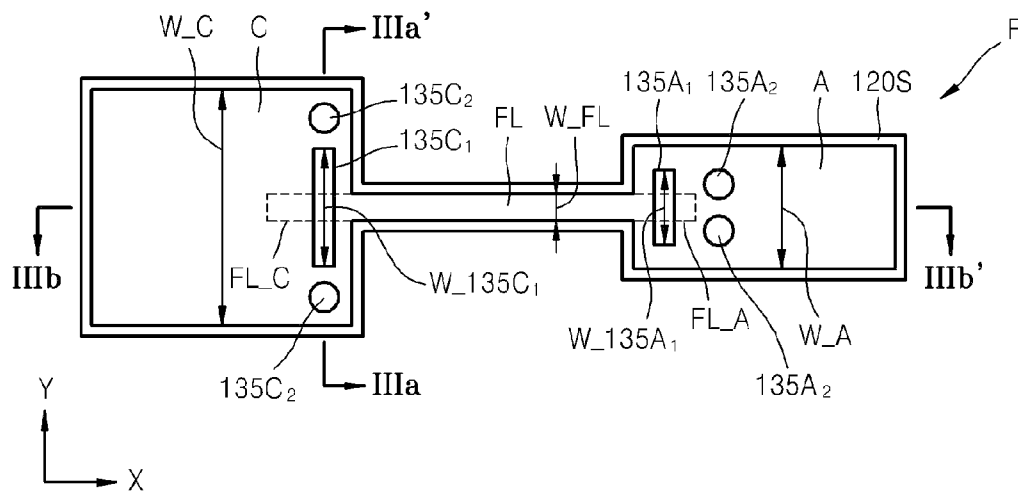 W_C
C
IIIa'
F
135C₂
135A₁
135A₂
A
120S
FL
W_FL
135C₁
IIIb
FL_C
W_135C₁
W_135A₁
FL_A
W_A
IIIb'
135C₂
IIIa
135A₂
Y
X